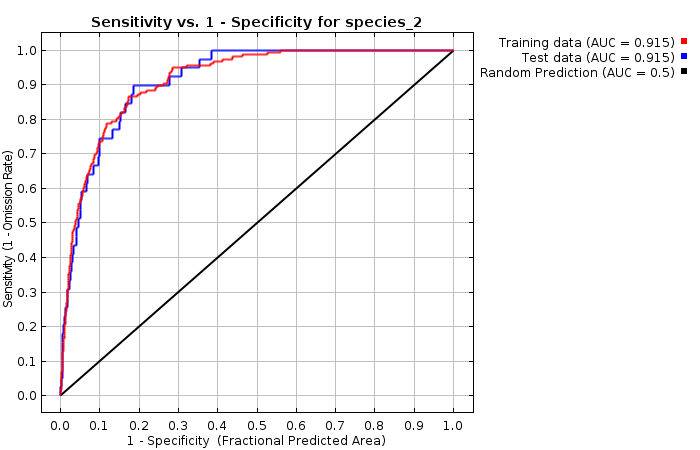 Sensitivity vs. 1 - Specificity for species_2
Training data (AUC = 0.915)
Test data (AUC = 0.915)
Random Prediction (AUC = 0.5)
Sensitivity (1 - Omission Rate)
1.0
0.9
0.8
0.7
0.6
0.5
0.4
0.3
0.2
0.1
0.0
0.0 0.1 0.2 0.3 0.4 0.5 0.6 0.7 0.8 0.9 1.0
1 - Specificity (Fractional Predicted Area)